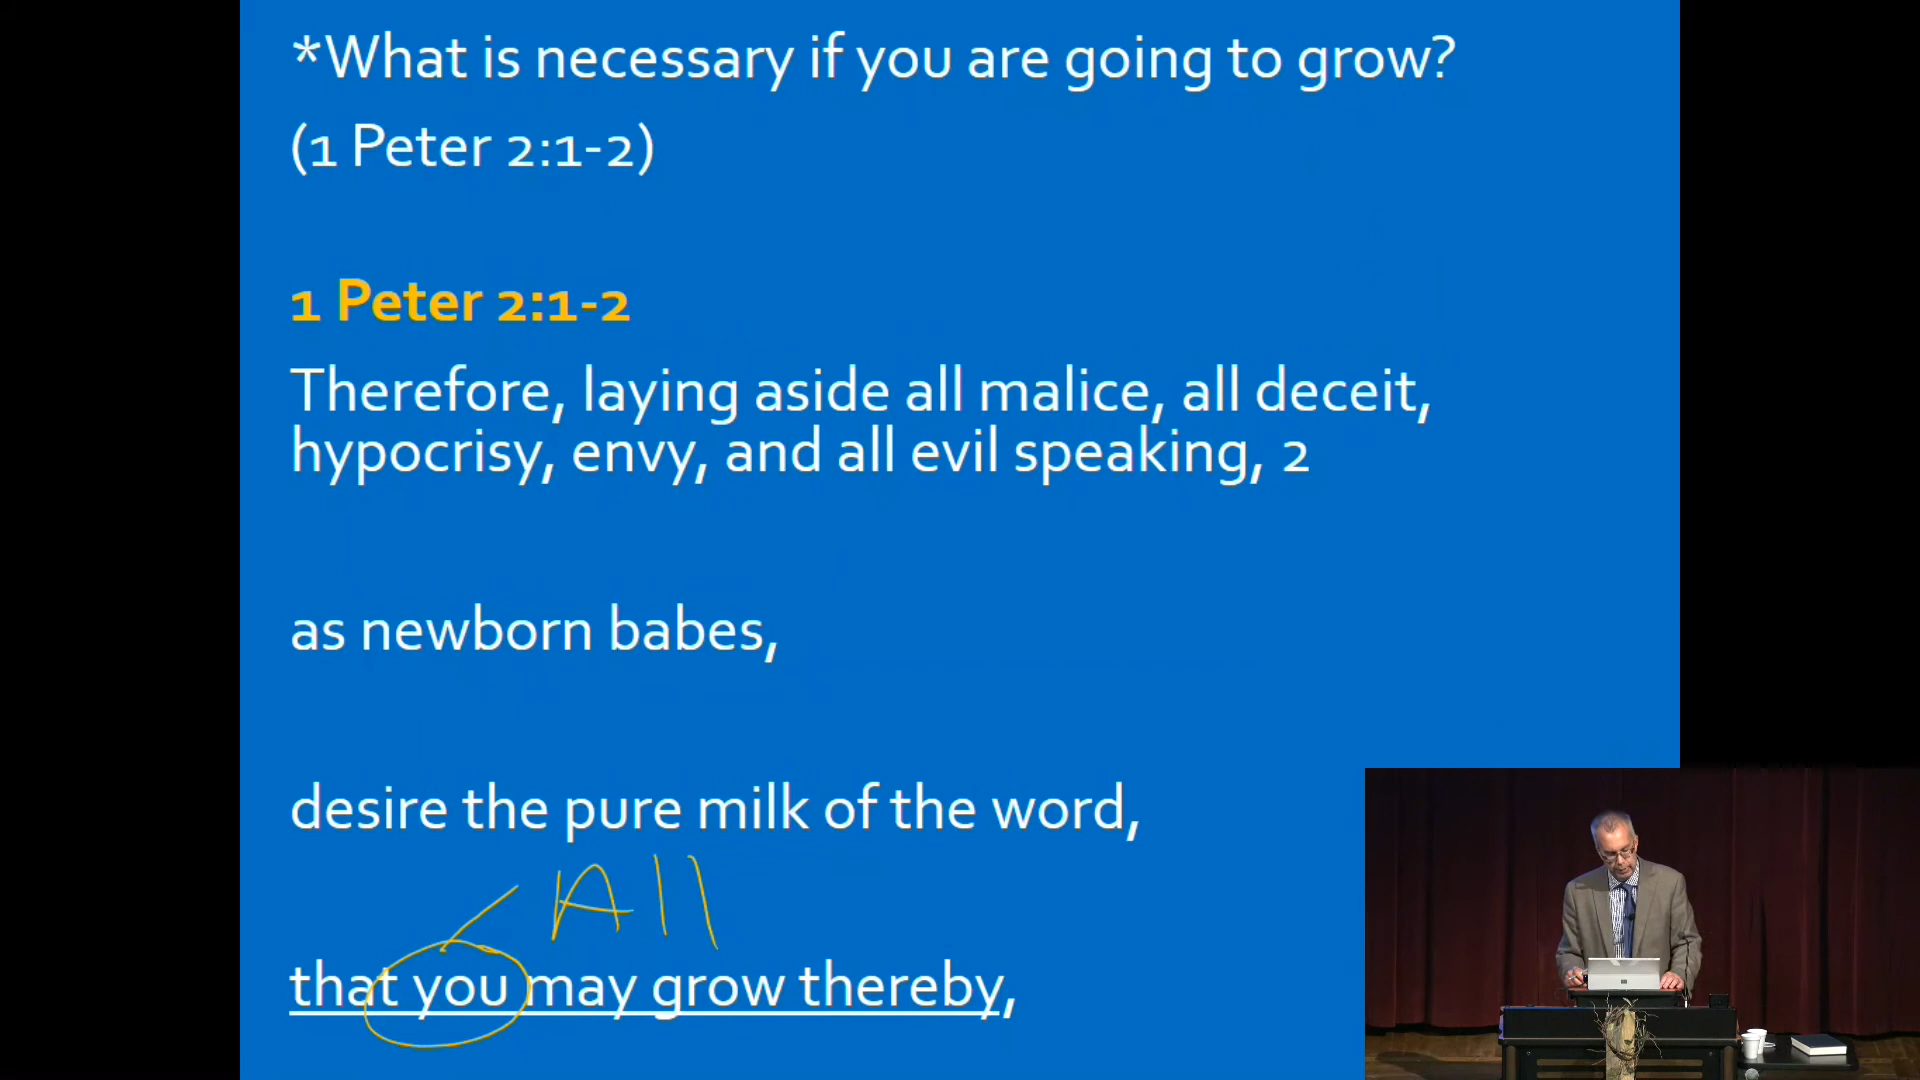 *What is necessary if you are going to grow?
(1 Peter 2:1-2)
1 Peter 2:1-2
Therefore, laying aside all malice, all deceit,
hypocrisy, envy, and all evil speaking, 2
as newborn babes,
desire the pure milk of the word,
All
that you may grow thereby,